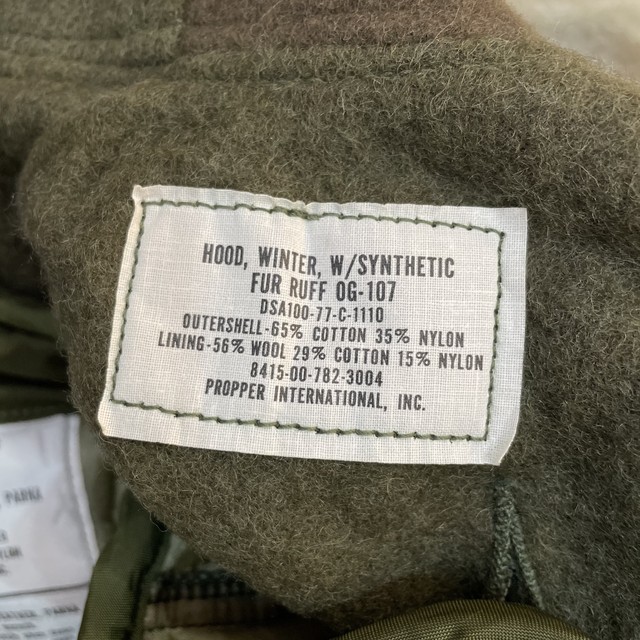 HOOD, WINTER, W/SYNTHETIC
FUR RUFF OG-107
DSA100-77-C-1110
OUTERSHELL-65% COTTON 35% NYLON
LINING-56% WOOL 29% COTTON 15% NYLON
8415-00-782-3004
PROPPER INTERNATIONAL, INC.
PARKA